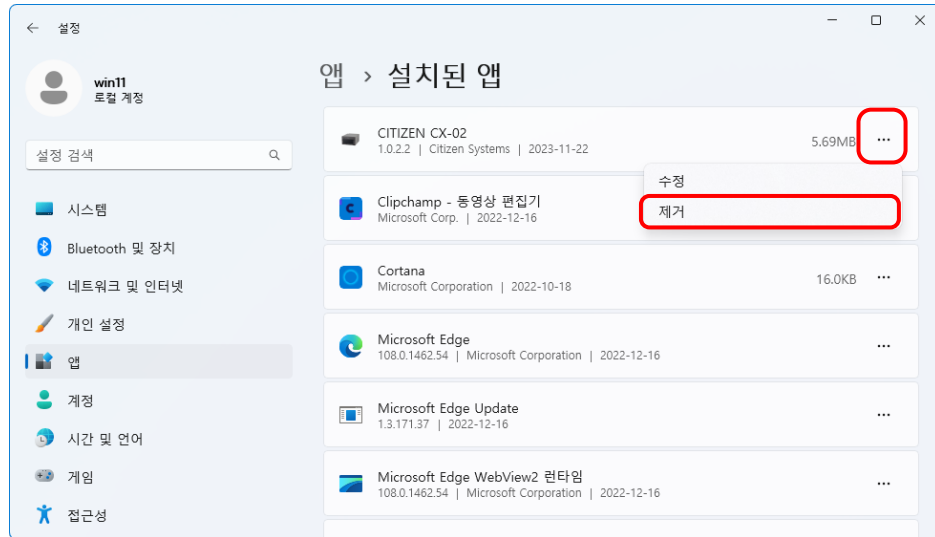 설정
win11
로컬 계정
설정 검색
시스템
Bluetooth 및 장치
네트워크 및 인터넷
개인 설정
앱
계정
시간 및 언어
게임
접근성
앱 › 설치된 앱
CITIZEN CX-02
1.0.2.2 | Citizen Systems | 2023-11-22
5.69MB
수정
제거
Clipchamp - 동영상 편집기
Microsoft Corp. | 2022-12-16
Cortana
Microsoft Corporation | 2022-10-18
16.0KB
Microsoft Edge
108.0.1462.54 | Microsoft Corporation | 2022-12-16
Microsoft Edge Update
1.3.171.37 | 2022-12-16
Microsoft Edge WebView2 런타임
108.0.1462.54 | Microsoft Corporation | 2022-12-16